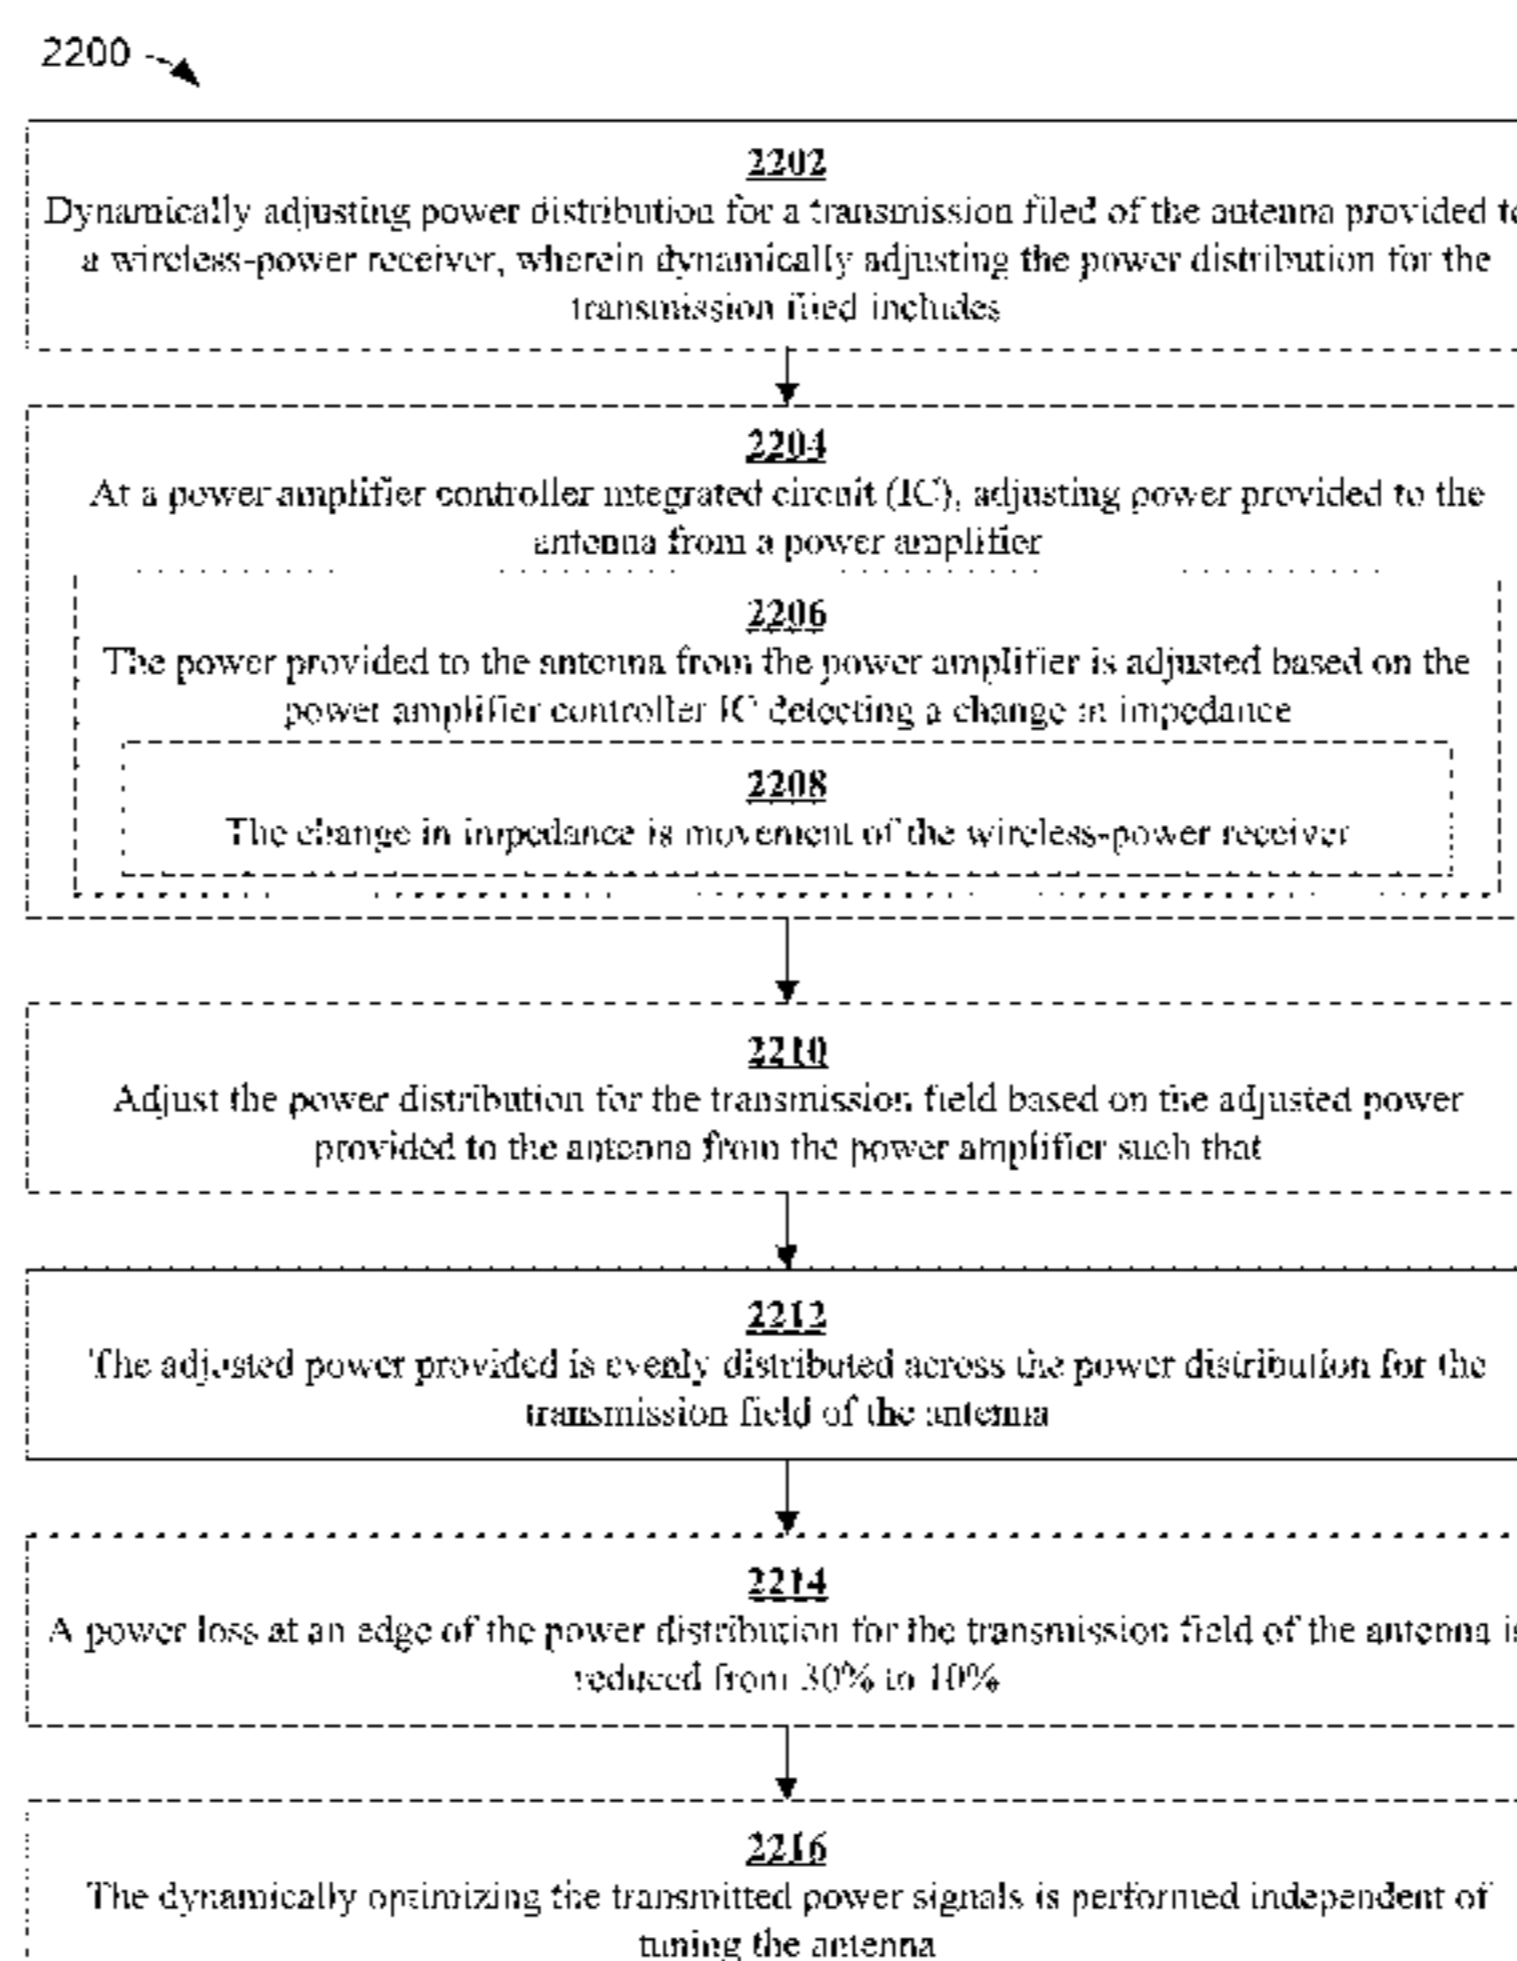 2200
2202
Dynamically adjusting power distribution for a transmission filed of the antenna provided to
a wireless-power receiver, wherein dynamically adjusting the power distribution for the
transmission filed includes
2204
At a power amplifier controller integrated circuit (IC), adjusting power provided to the
antenna from a power amplifier
2206
The power provided to the antenna from the power amplifier is adjusted based on the
power amplifier controller IC detecting a change in impedance
2208
The change in impedance is movement of the wireless-power receiver
2210
Adjust the power distribution for the transmission field based on the adjusted power
provided to the antenna from the power amplifier such that
2212
The adjusted power provided is evenly distributed across the power distribution for the
transmission field of the antenna
2214
A power loss at an edge of the power distribution for the transmission field of the antenna is
reduced from 30% to 10%
2216
The dynamically optimizing the transmitted power signals is performed independent of
tuning the antenna